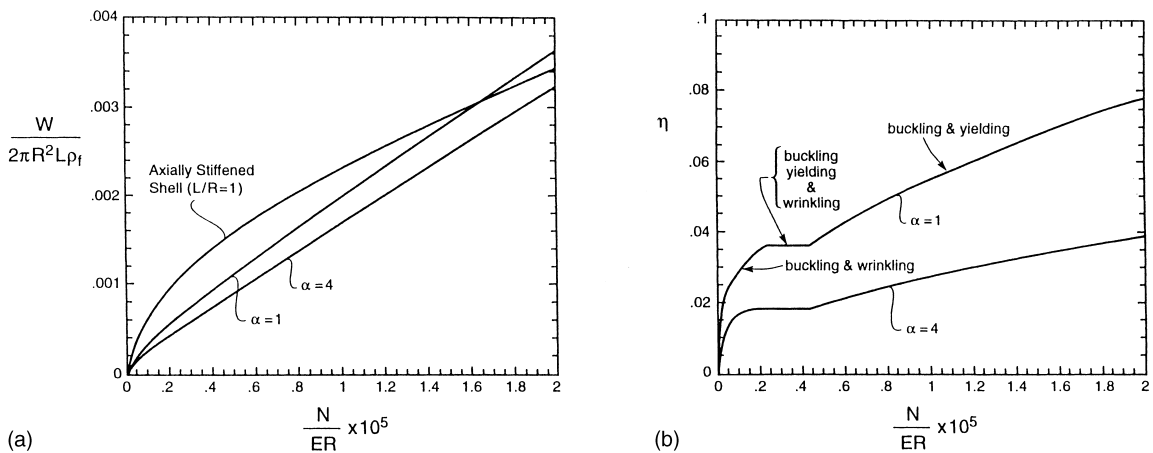 .004
.003
.002
.001
0
W
2πR²Lρf
Axially Stiffened
Shell (L/R=1)
α = 4
α = 1
0 .2 .4 .6 .8 1 1.2 1.4 1.6 1.8 2
N
ER
x10⁵
(a)
.1
.08
.06
.04
.02
0
η
buckling & yielding
buckling
yielding
&
wrinkling
α = 1
buckling & wrinkling
α = 4
0 .2 .4 .6 .8 1 1.2 1.4 1.6 1.8 2
N
ER
x10⁵
(b)